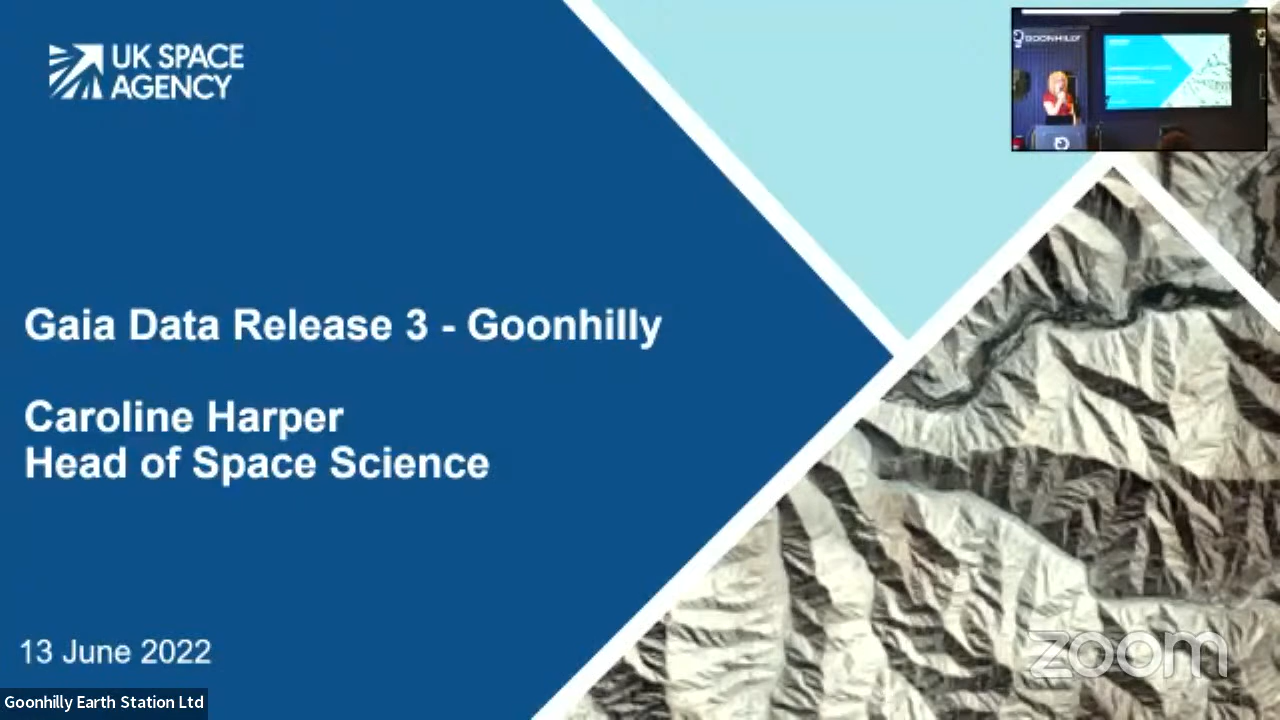 UK SPACE
AGENCY
GOONHILLY
Gaia Data Release 3 - Goonhilly
Caroline Harper
Head of Space Science
13 June 2022
zoom
Goonhilly Earth Station Ltd